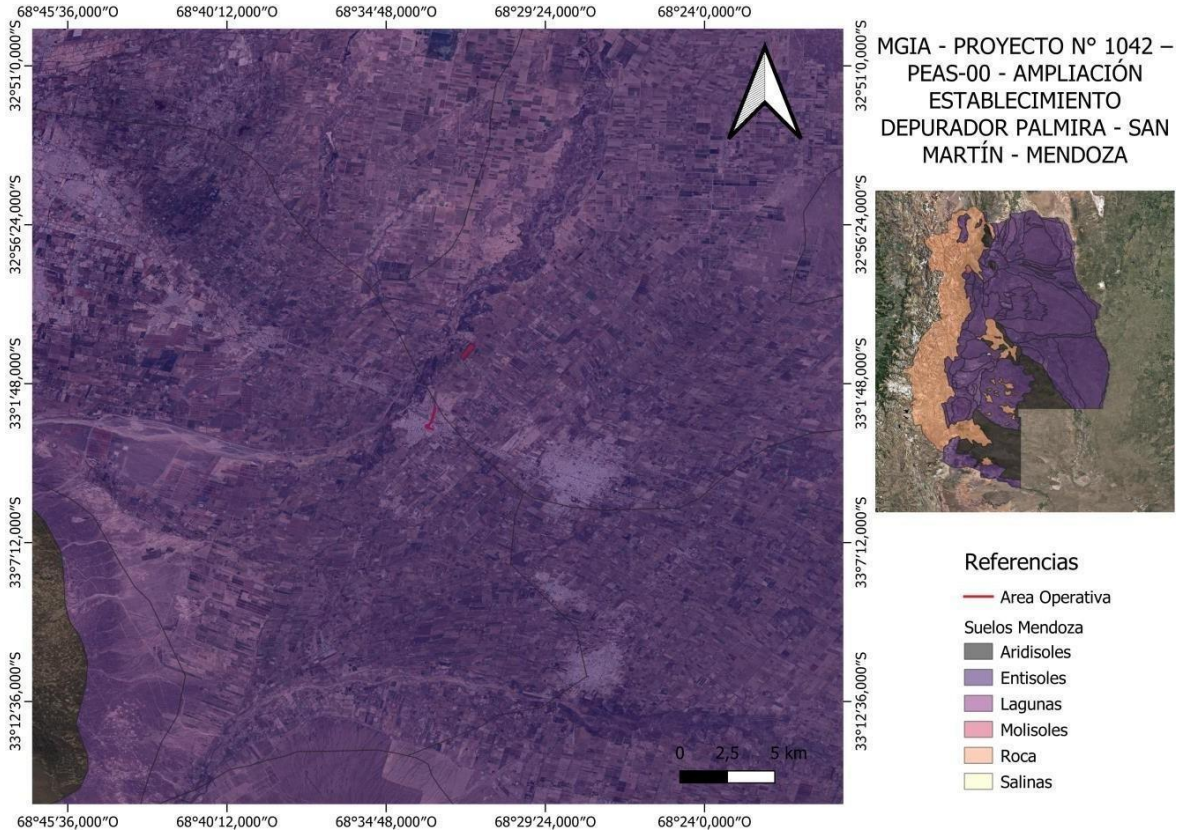 68°45'36,000"O
68°40'12,000"O
68°34'48,000"O
68°29'24,000"O
68°24'0,000"O
32°51'0,000"S
32°56'24,000"S
33°1'48,000"S
33°7'12,000"S
33°12'36,000"S
0 2,5 5 km
32°51'0,000"S
32°56'24,000"S
33°1'48,000"S
33°7'12,000"S
33°12'36,000"S
68°45'36,000"O
68°40'12,000"O
68°34'48,000"O
68°29'24,000"O
68°24'0,000"O
MGIA - PROYECTO N° 1042 –
PEAS-00 - AMPLIACIÓN
ESTABLECIMIENTO
DEPURADOR PALMIRA - SAN
MARTÍN - MENDOZA
Referencias
Area Operativa
Suelos Mendoza
Aridisoles
Entisoles
Lagunas
Molisoles
Roca
Salinas